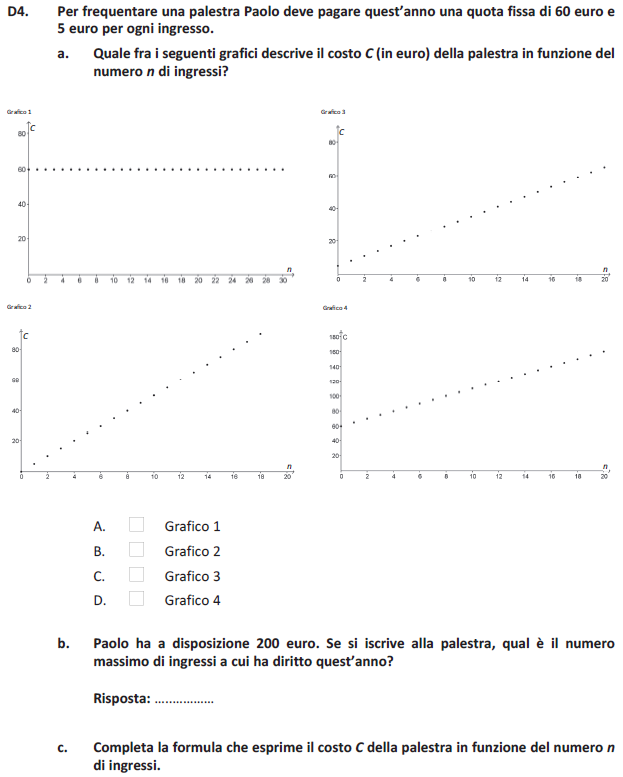 D4. Per frequentare una palestra Paolo deve pagare quest'anno una quota fissa di 60 euro e
5 euro per ogni ingresso.
a. Quale fra i seguenti grafici descrive il costo C (in euro) della palestra in funzione del
numero n di ingressi?
Grafico 1
C
80
60
40
20
n
0 2 4 6 8 10 12 14 16 18 20 22 24 26 28 30
Grafico 3
C
80
60
40
20
n
0 2 4 6 8 10 12 14 16 18 20
Grafico 2
C
80
60
40
20
n
0 2 4 6 8 10 12 14 16 18 20
Grafico 4
C
180
160
140
120
100
80
60
40
20
n
0 2 4 6 8 10 12 14 16 18 20
A. Grafico 1
B. Grafico 2
C. Grafico 3
D. Grafico 4
b. Paolo ha a disposizione 200 euro. Se si iscrive alla palestra, qual è il numero
massimo di ingressi a cui ha diritto quest'anno?
Risposta: ................
c. Completa la formula che esprime il costo C della palestra in funzione del numero n
di ingressi.